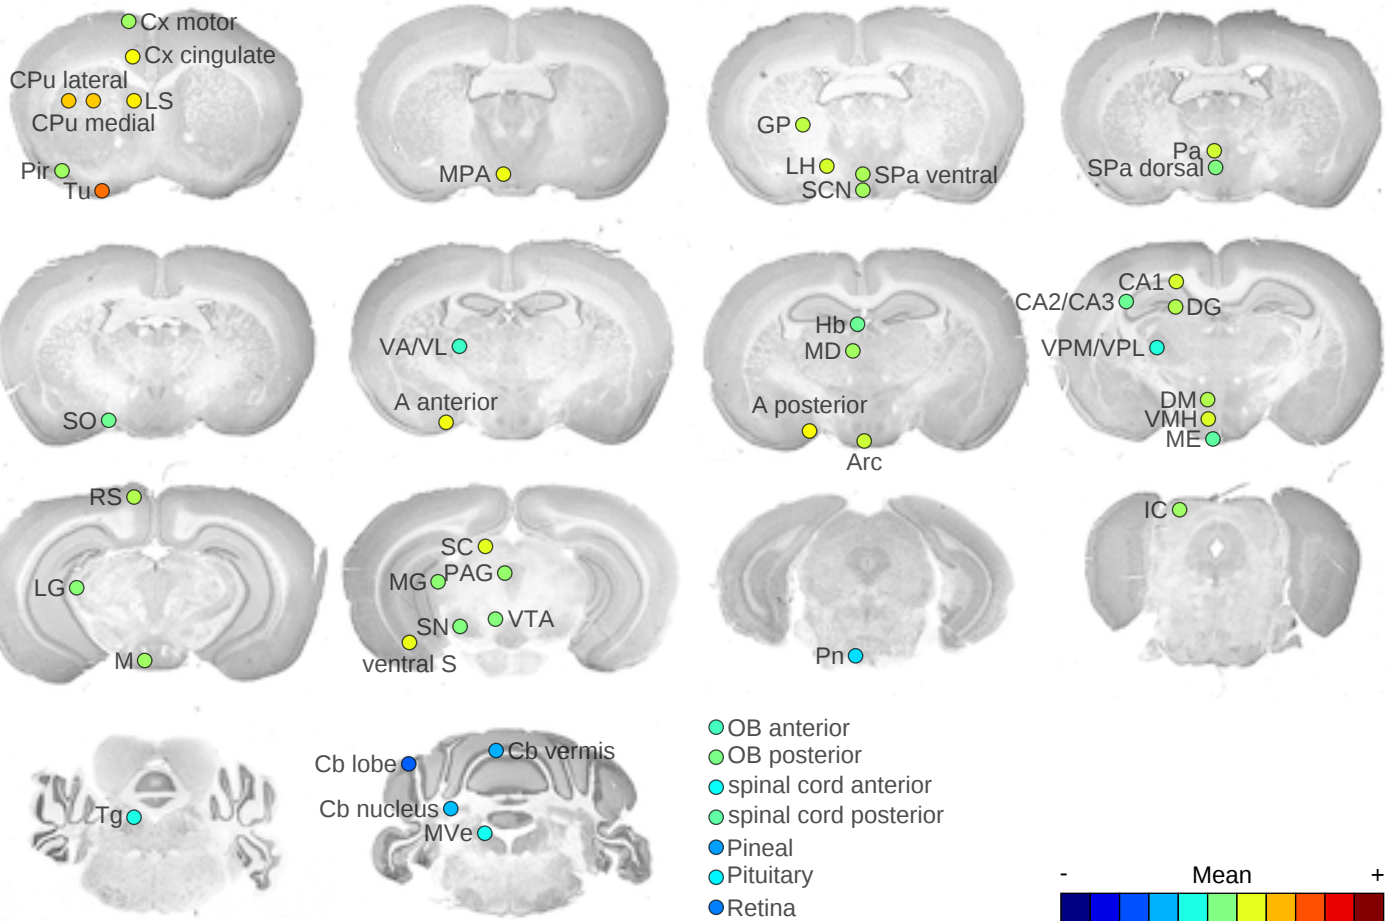 Cx motor
Cx cingulate
CPu lateral
LS
CPu medial
Pir
Tu
MPA
GP
LH
SPa ventral
SCN
Pa
SPa dorsal
SO
VA/VL
A anterior
Hb
MD
A posterior
Arc
CA1
CA2/CA3
DG
VPM/VPL
DM
VMH
ME
RS
LG
M
SC
MG PAG
SN VTA
ventral S
Pn
IC
Tg
Cb lobe
Cb vermis
Cb nucleus
MVe
OB anterior
OB posterior
spinal cord anterior
spinal cord posterior
Pineal
Pituitary
Retina
- Mean +